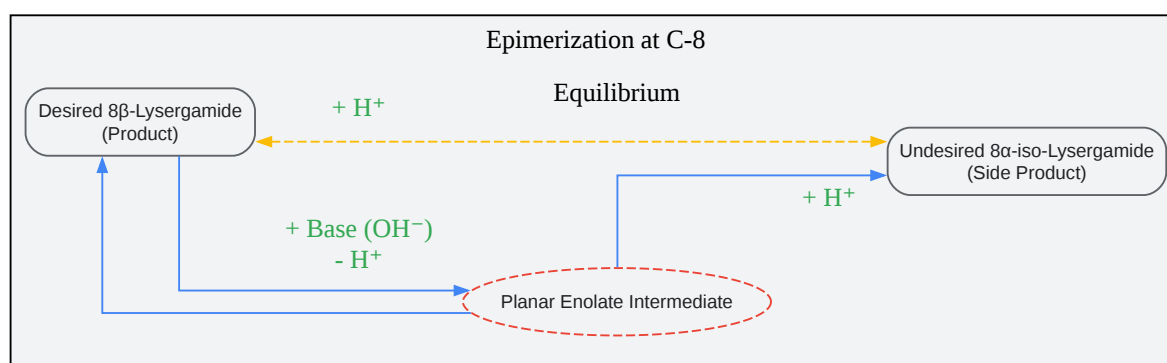 Epimerization at C-8
Equilibrium
Desired 8β-Lysergamide
(Product)
+ H⁺
Undesired 8α-iso-Lysergamide
(Side Product)
+ H⁺
+ Base (OH⁻)
- H⁺
Planar Enolate Intermediate